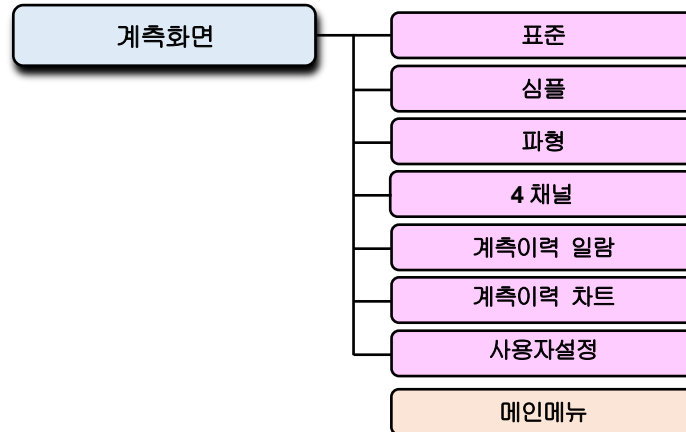 계측화면
표준
심플
파형
4 채널
계측이력 일람
계측이력 차트
사용자설정
메인메뉴